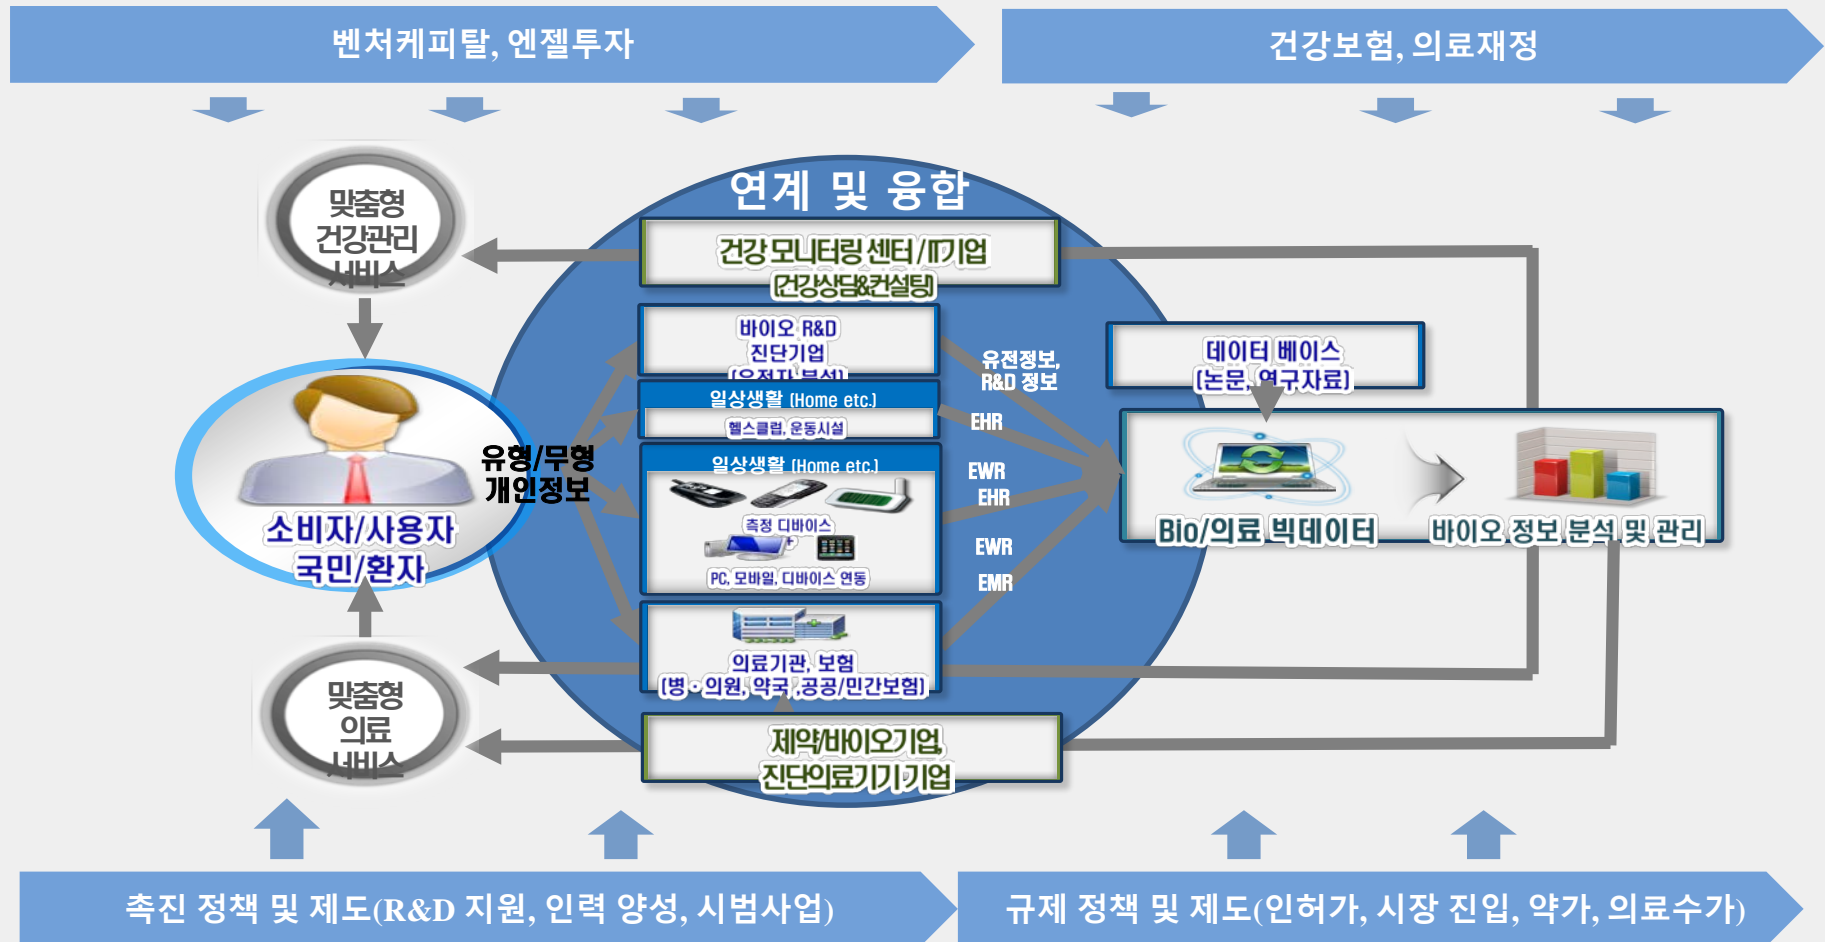 벤처케피탈, 엔젤투자
건강보험, 의료재정
연계 및 융합
맞춤형
건강관리
서비스
건강 모니터링 센터 / IT기업
[건강상담&컨설팅]
바이오 R&D
진단기업
[유전자 분석]
일상생활 [Home etc.]
헬스클럽, 운동시설
일상생활 [Home etc.]
측정 디바이스
+
PC, 모바일, 디바이스 연동
의료기관, 보험
[병·의원, 약국 ,공공/민간보험]
제약/바이오기업,
진단의료기기 기업
유형/무형
개인정보
소비자/사용자
국민/환자
맞춤형
의료
서비스
유전정보,
R&D 정보
EHR
EWR
EHR
EWR
EMR
데이터 베이스
[논문, 연구자료]
Bio/의료 빅데이터
바이오 정보 분석 및 관리
촉진 정책 및 제도(R&D 지원, 인력 양성, 시범사업)
규제 정책 및 제도(인허가, 시장 진입, 약가, 의료수가)